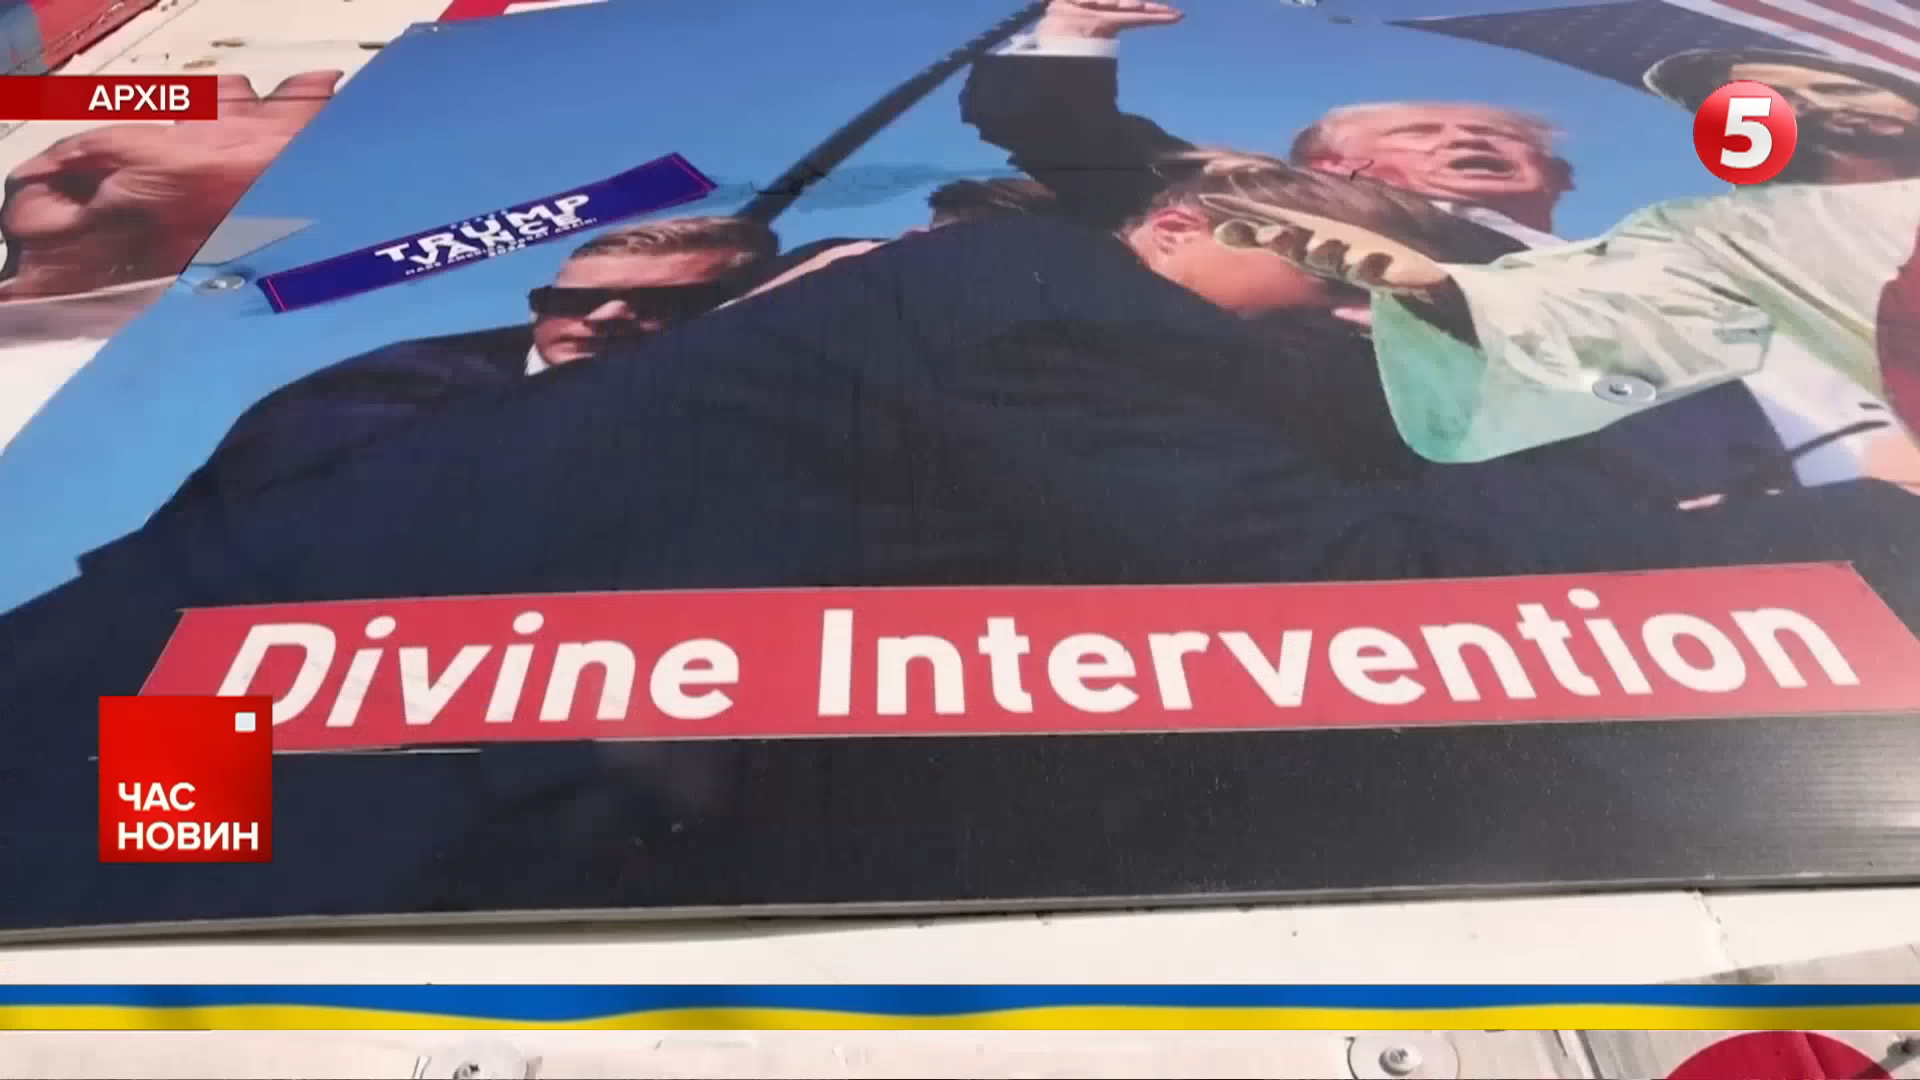 АРХІВ
5
TRUMP
VANCE
Divine Intervention
ЧАС
НОВИН